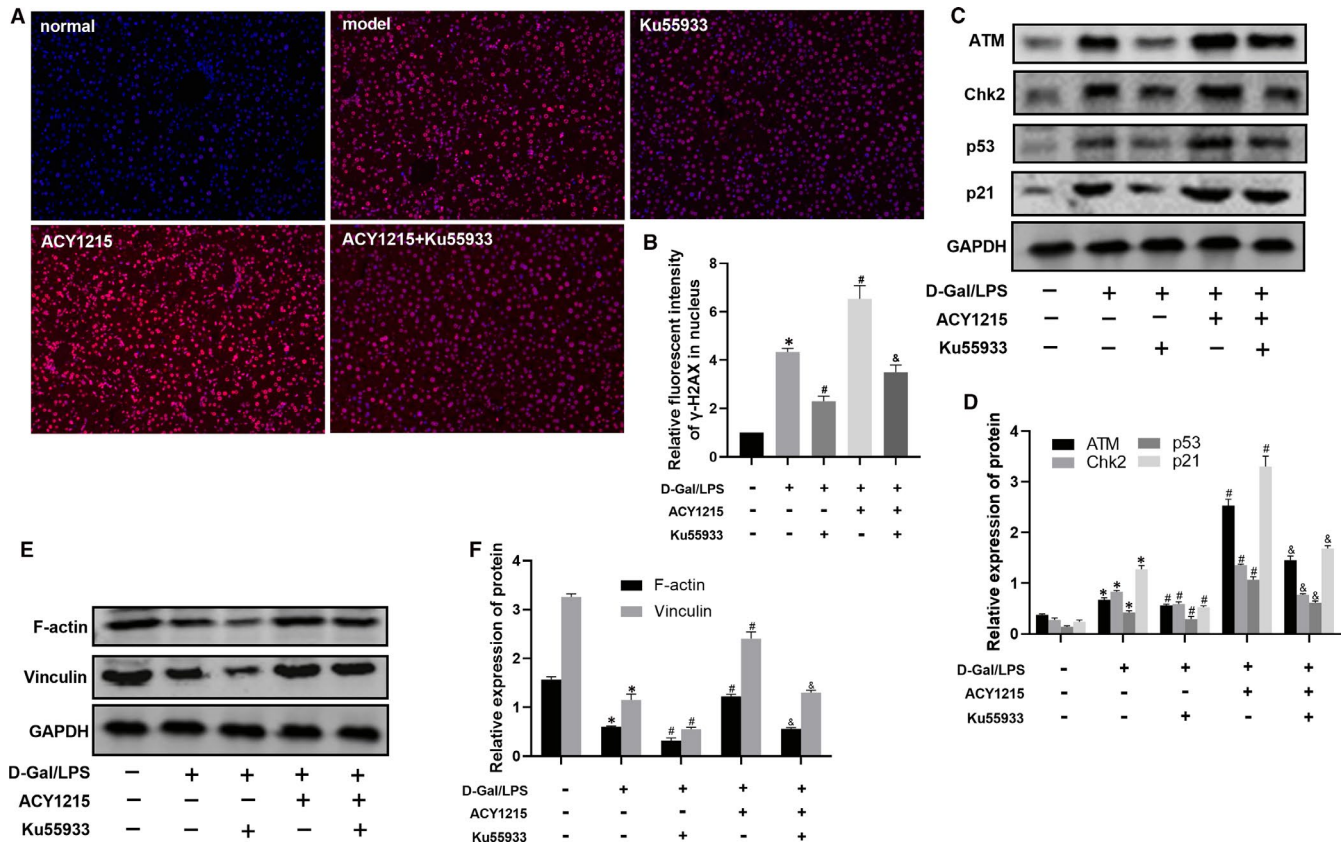 A
normal
model
Ku55933
ACY1215
ACY1215+Ku55933
B
Relative fluorescent intensity
of γ-H2AX in nucleus
8
6
4
2
0
*
#
#
&
D-Gal/LPS - + + + +
ACY1215 - - - + +
Ku55933 - - + - +
C
ATM
Chk2
p53
p21
GAPDH
D-Gal/LPS − + + + +
ACY1215 − − − + +
Ku55933 − − + − +
D
Relative expression of protein
4
3
2
1
0
ATM p53
Chk2 p21
* * * *
# # # #
# # # #
& & & &
D-Gal/LPS - + + + +
ACY1215 - - - + +
Ku55933 - - + - +
E
F-actin
Vinculin
GAPDH
D-Gal/LPS − + + + +
ACY1215 − − − + +
Ku55933 − − + − +
F
Relative expression of protein
4
3
2
1
0
F-actin
Vinculin
* *
# #
# #
& &
D-Gal/LPS - + + + +
ACY1215 - - - + +
Ku55933 - - + - +